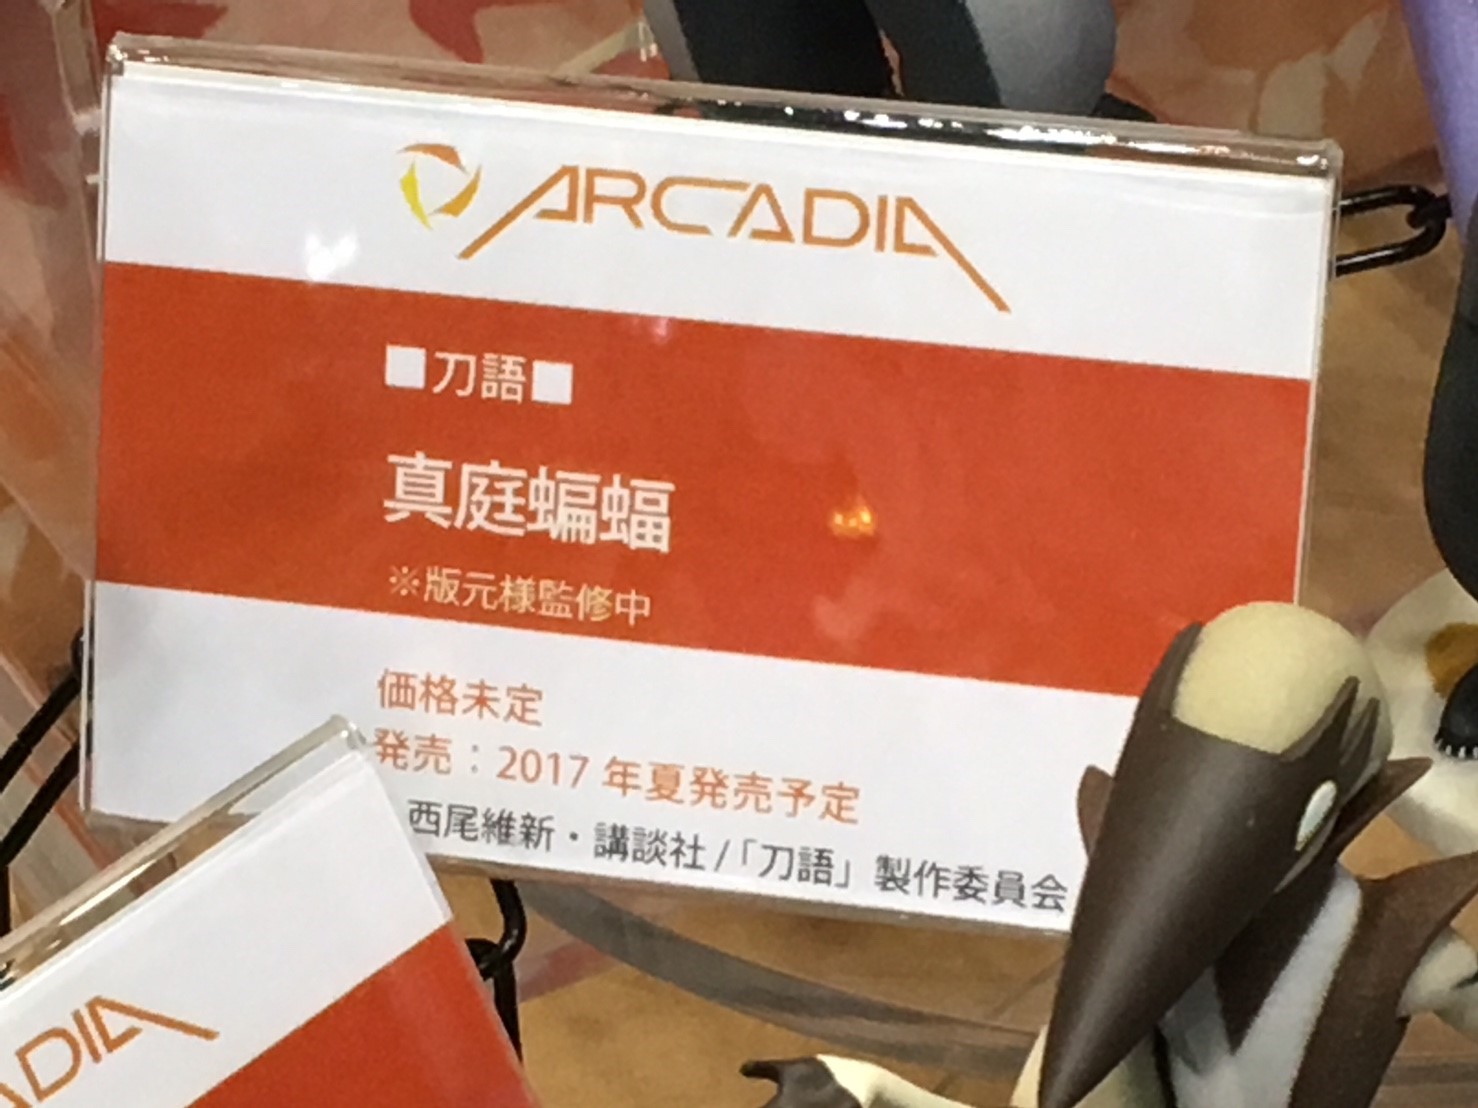 ARCADIA
■刀語■
真庭蝙蝠
※版元様監修中
価格未定
発売：2017 年夏発売予定
西尾維新・講談社/「刀語」製作委員会
ADIA